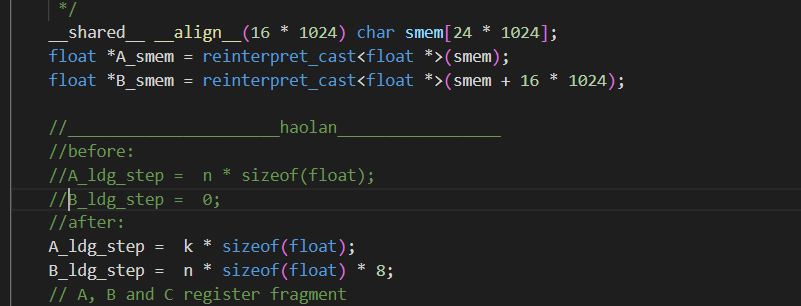 */
__shared__ __align__(16 * 1024) char smem[24 * 1024];
float *A_smem = reinterpret_cast<float *>(smem);
float *B_smem = reinterpret_cast<float *>(smem + 16 * 1024);
//_____________________haolan________________
//before:
//A_ldg_step =  n * sizeof(float);
//B_ldg_step =  0;
//after:
A_ldg_step =  k * sizeof(float);
B_ldg_step =  n * sizeof(float) * 8;
// A, B and C register fragment